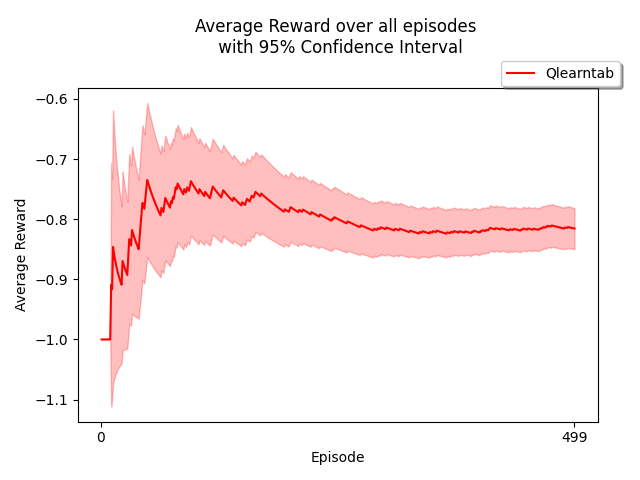 Average Reward over all episodes
with 95% Confidence Interval
Qlearntab
−0.6
−0.7
−0.8
−0.9
−1.0
−1.1
Average Reward
0
499
Episode